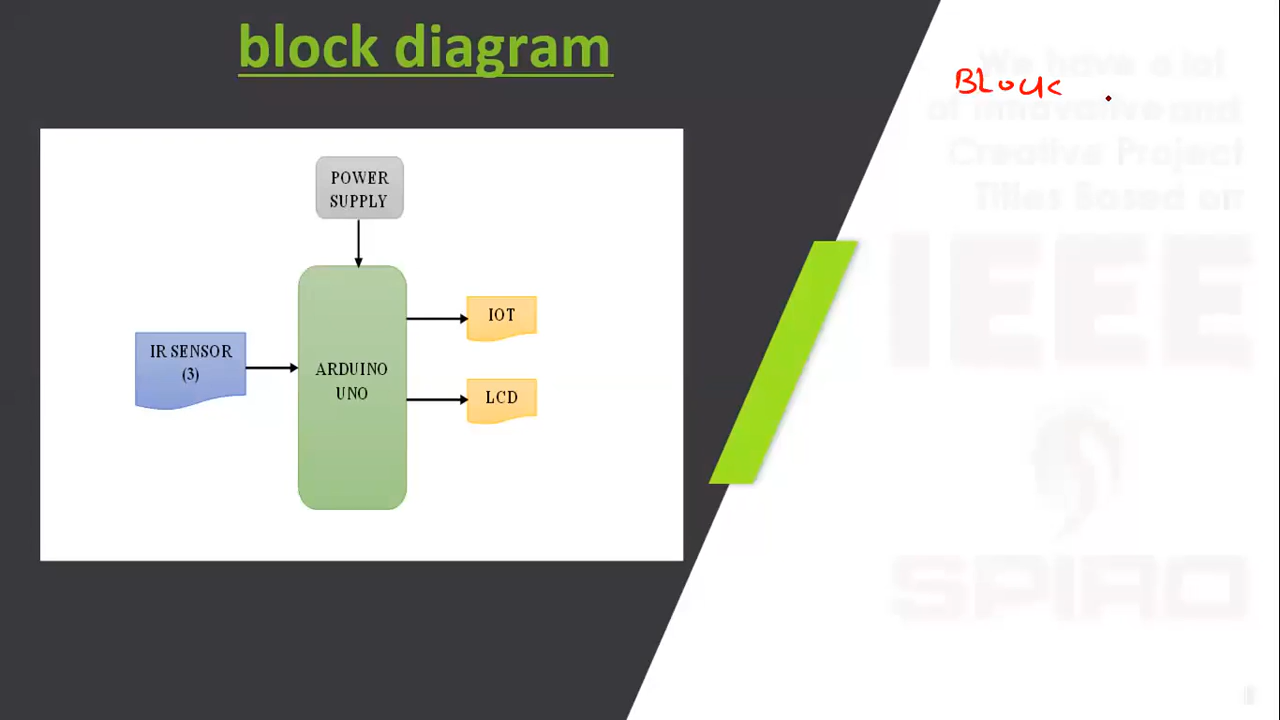 block diagram
BLock
We have a lot
of Innovative and
Creative Project
Titles Based on
IEEE
SPIRO
POWER
SUPPLY
IOT
IR SENSOR
(3)
ARDUINO
UNO
LCD